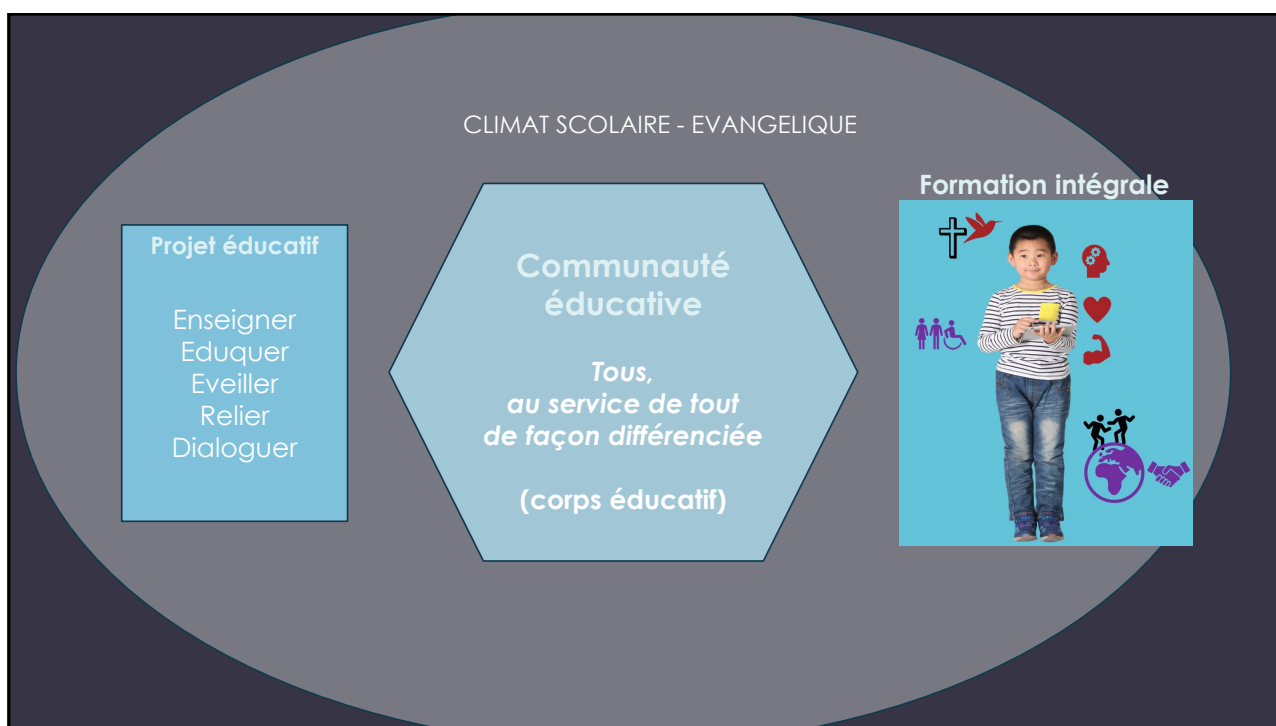 CLIMAT SCOLAIRE - EVANGELIQUE
Projet éducatif
Enseigner
Eduquer
Eveiller
Relier
Dialoguer
Communauté
éducative
Tous,
au service de tout
de façon différenciée
(corps éducatif)
Formation intégrale